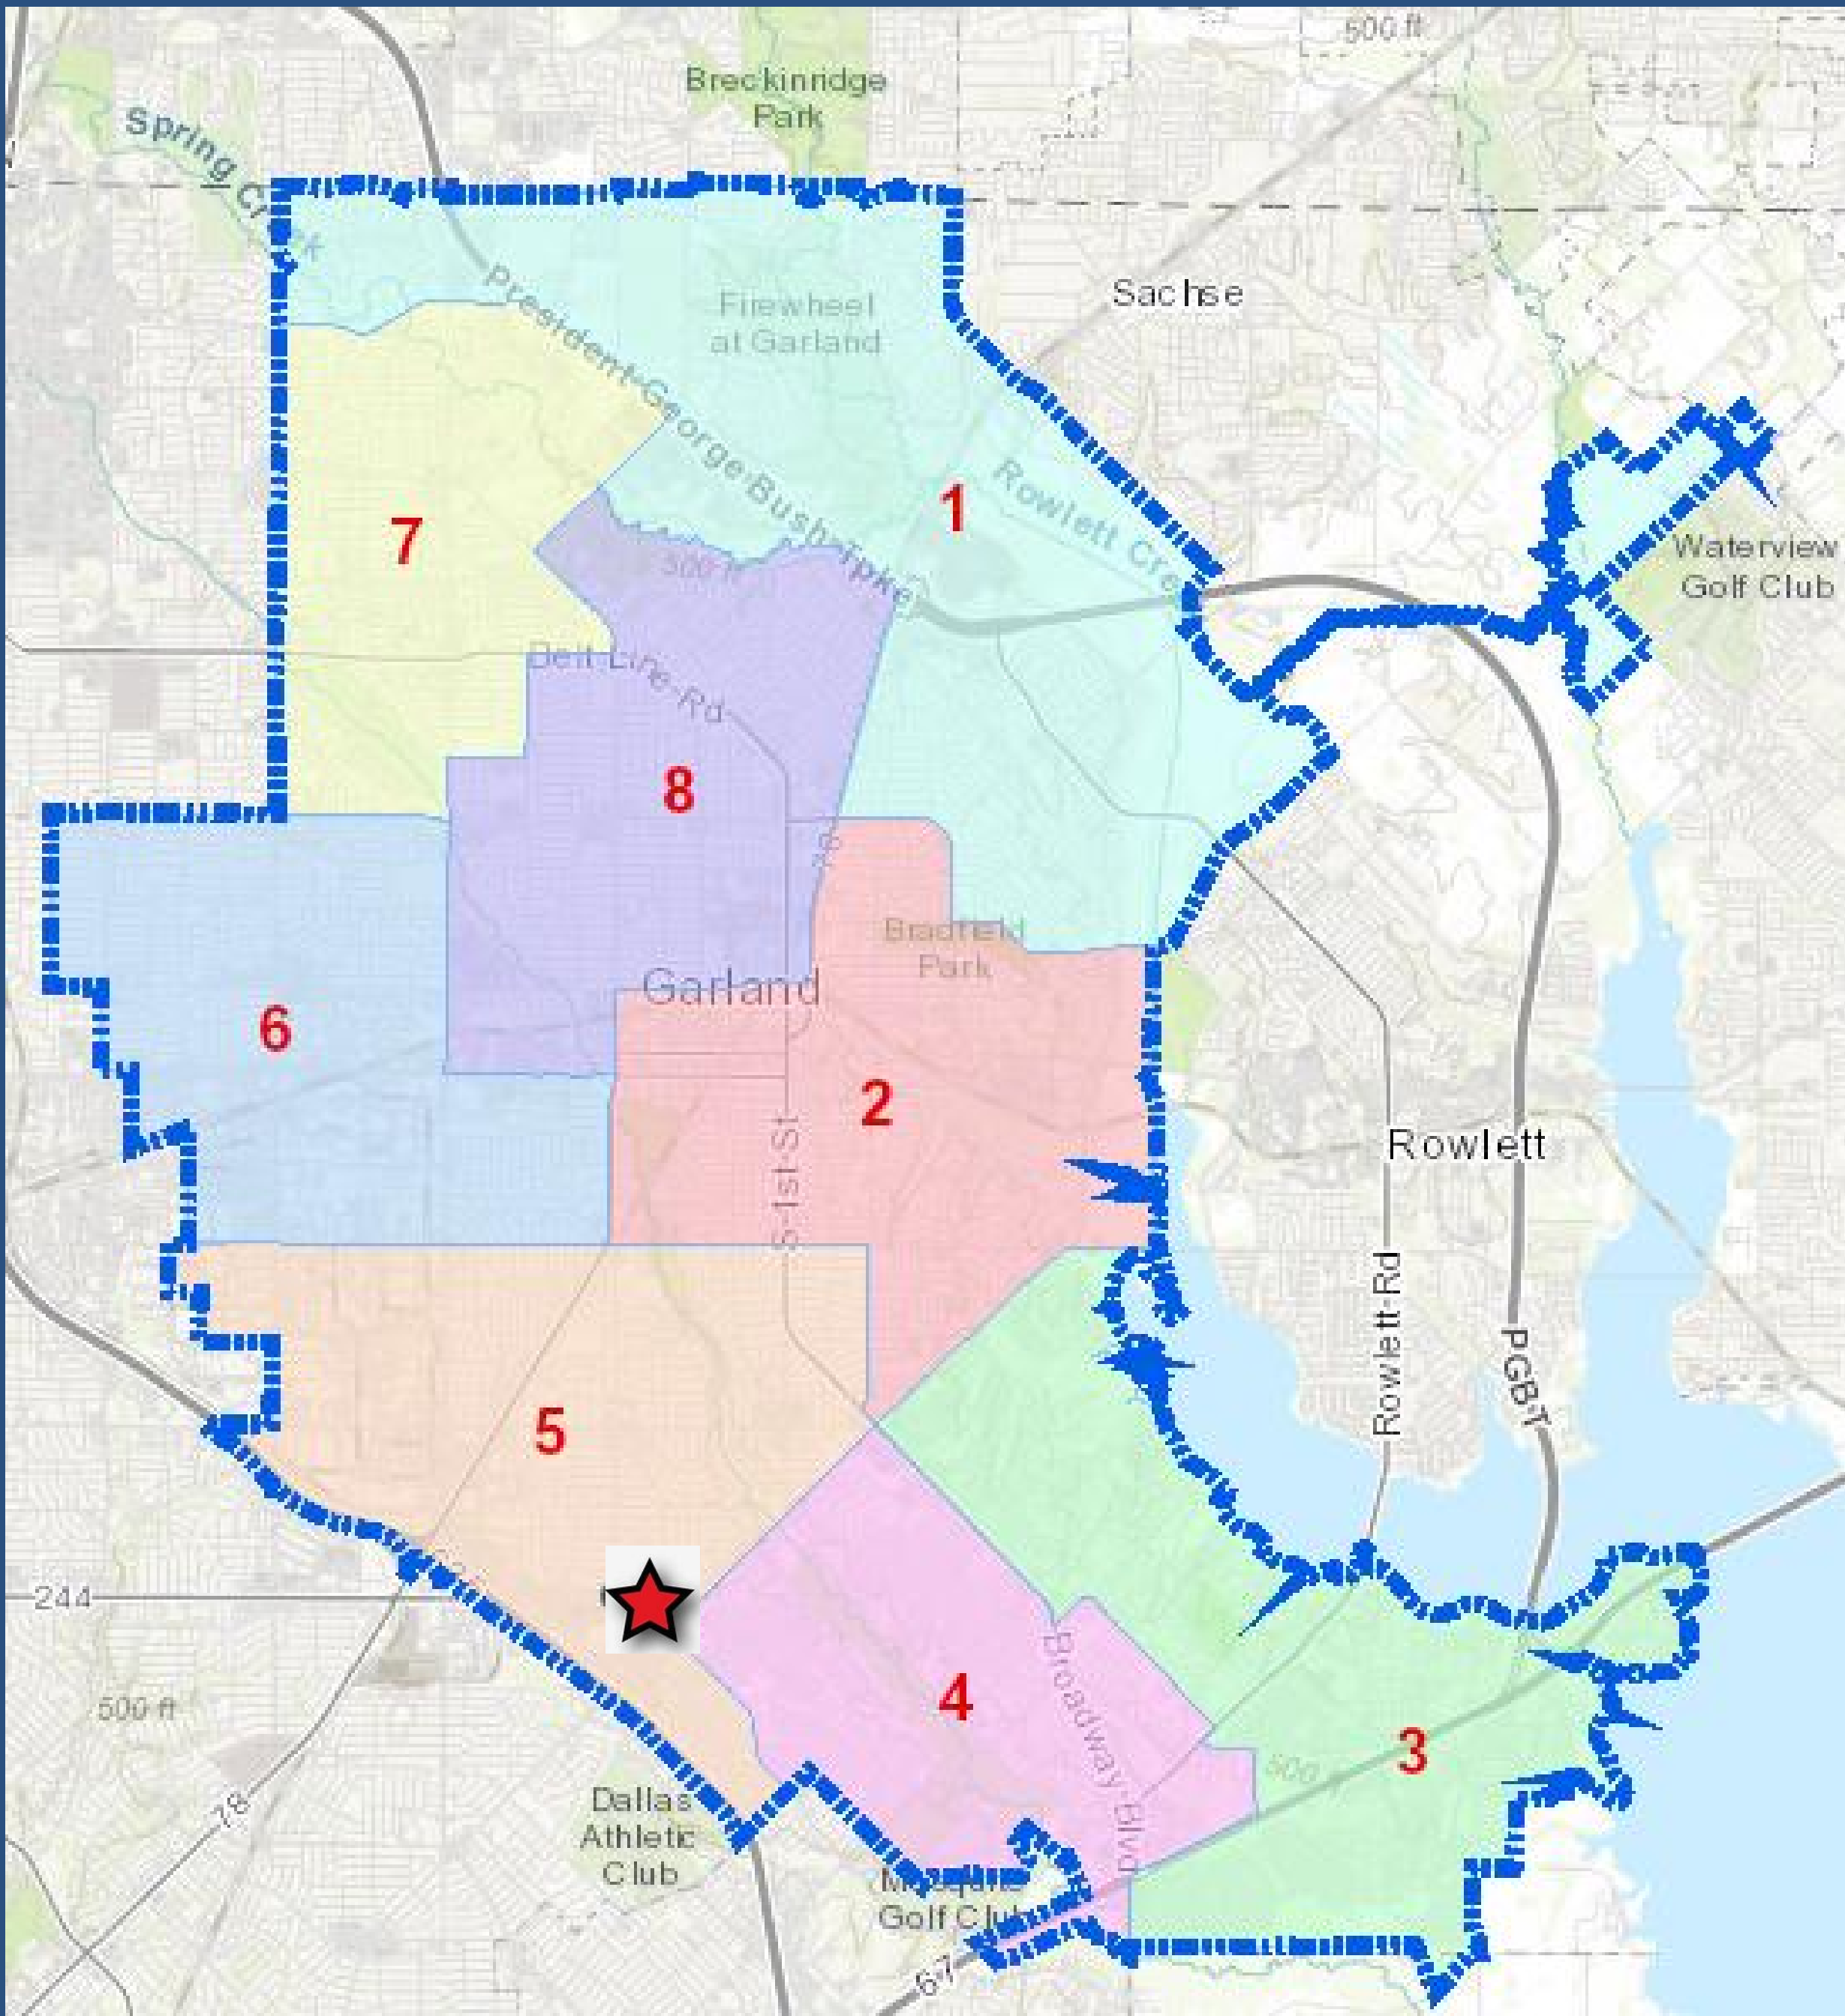 500 ft
Breckinridge
Park
Spring Creek
Sachse
President George Bush Tpke
Firewheel
at Garland
1
Rowlett Cre
7
Waterview
Golf Club
500 ft
Belt Line Rd
8
78
Bradfield
Park
Garland
6
2
S 1st St
Rowlett
Rowlett Rd
PGBT
5
244
4
Broadway Blvd
500 ft
3
500
78
Dallas
Athletic
Club
Mesquite
Golf Club
67